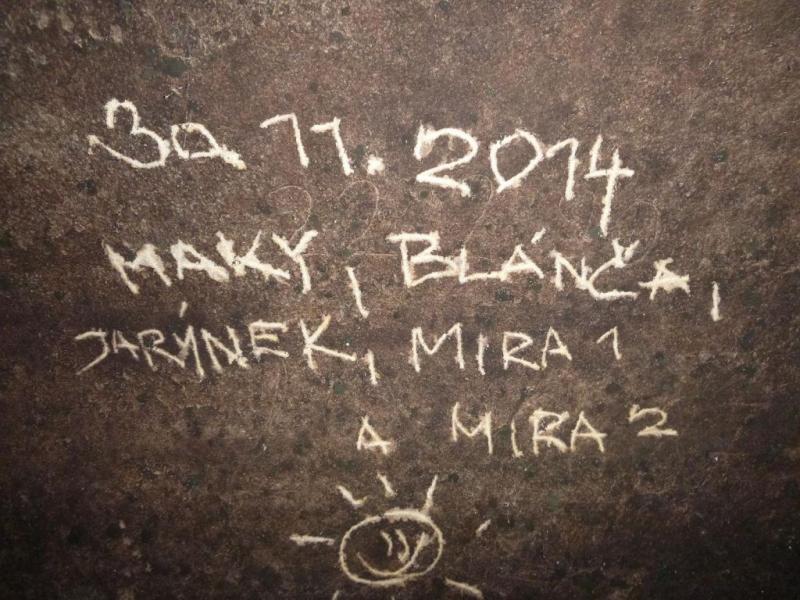 30 11. 2014
MAKY, BLÁNČA,
JARÝNEK, MIRA 1
A MIRA 2